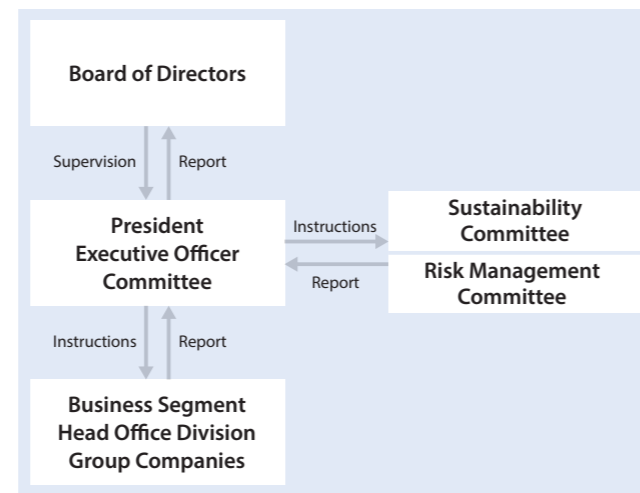 Board of Directors
Supervision
Report
President
Executive Officer
Committee
Instructions
Report
Sustainability
Committee
Risk Management
Committee
Instructions
Report
Business Segment
Head Office Division
Group Companies